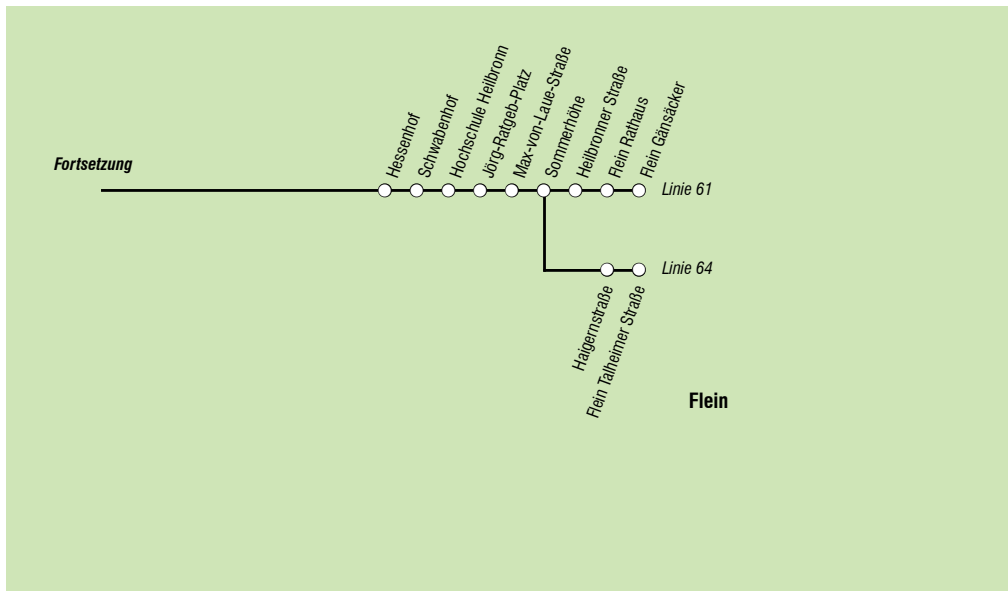 Fortsetzung
Hessenhof
Schwabenhof
Hochschule Heilbronn
Jörg-Ratgeb-Platz
Max-von-Laue-Straße
Sommerhöhe
Heilbronner Straße
Flein Rathaus
Flein Gänsäcker
Linie 61
Linie 64
Haigernstraße
Flein Talheimer Straße
Flein